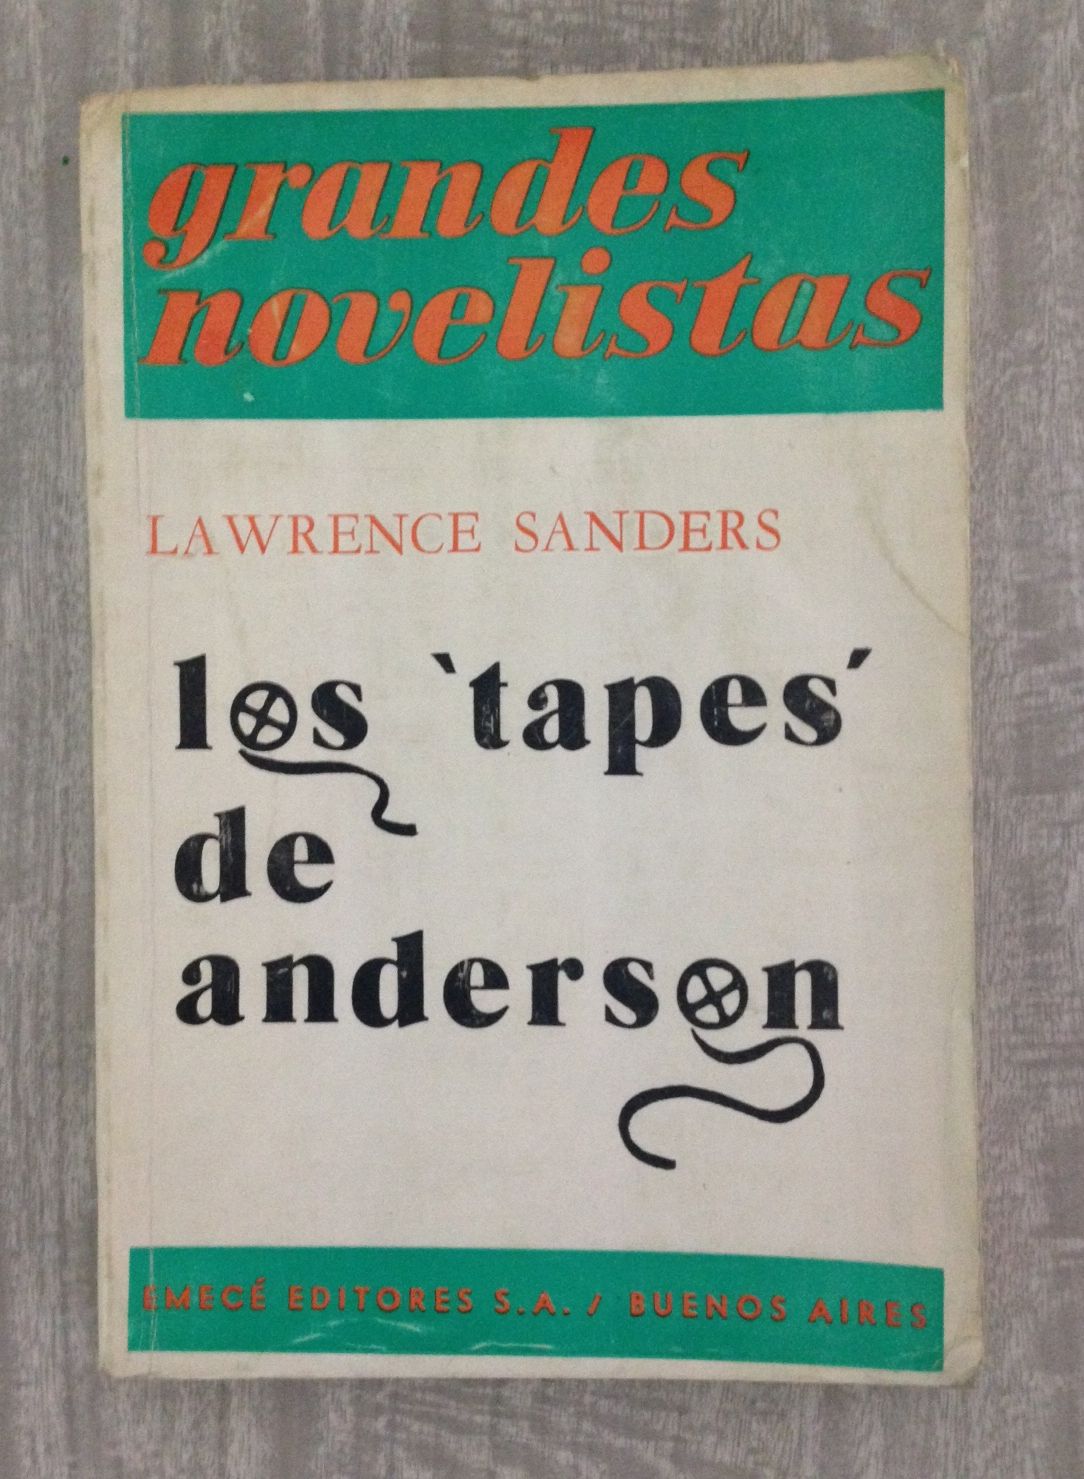 grandes
novelistas
LAWRENCE SANDERS
los `tapes´
de
anderson
EMECÉ EDITORES S.A. / BUENOS AIRES